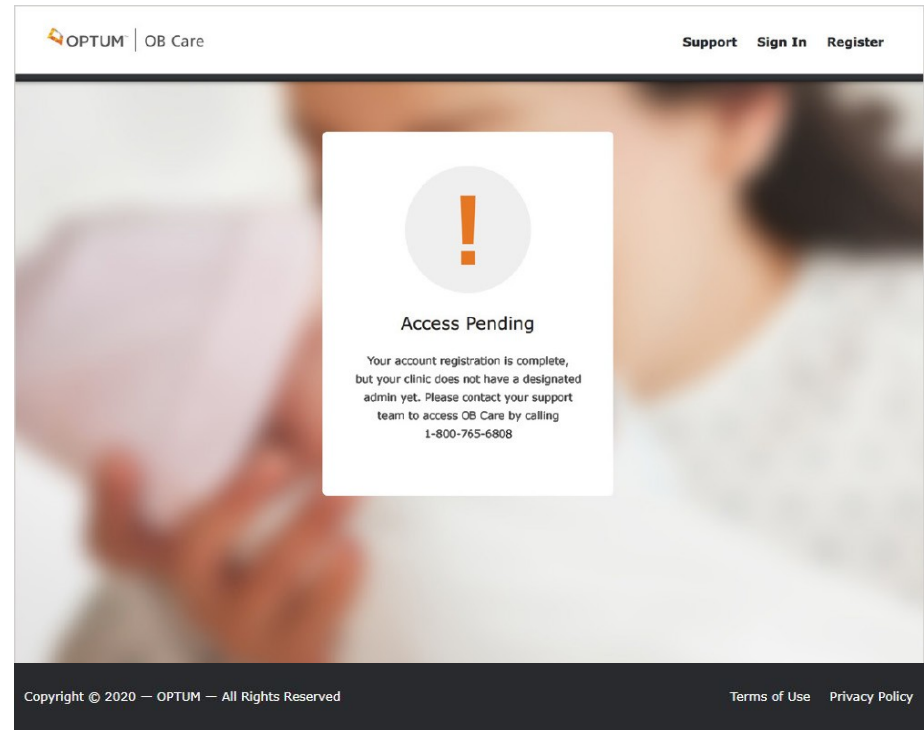 OPTUM™ | OB Care
Support Sign In Register
!
Access Pending
Your account registration is complete,
but your clinic does not have a designated
admin yet. Please contact your support
team to access OB Care by calling
1-800-765-6808
Copyright © 2020 — OPTUM — All Rights Reserved
Terms of Use Privacy Policy